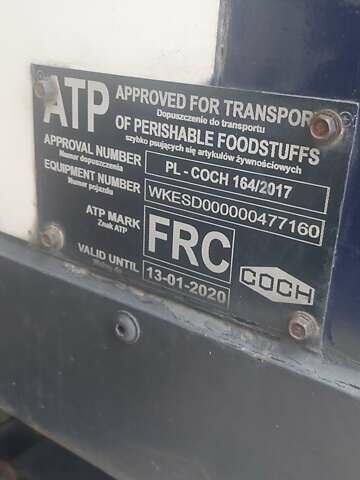 ATP APPROVED FOR TRANSPORT
Dopuszczenie do transportu
OF PERISHABLE FOODSTUFFS
szybko psujących się artykułów żywnościowych
APPROVAL NUMBER PL - COCH 164/2017
Numer dopuszczenia
EQUIPMENT NUMBER WKESD000000477160
Numer pojazdu
ATP MARK FRC
Znak ATP
VALID UNTIL 13-01-2020
COCH